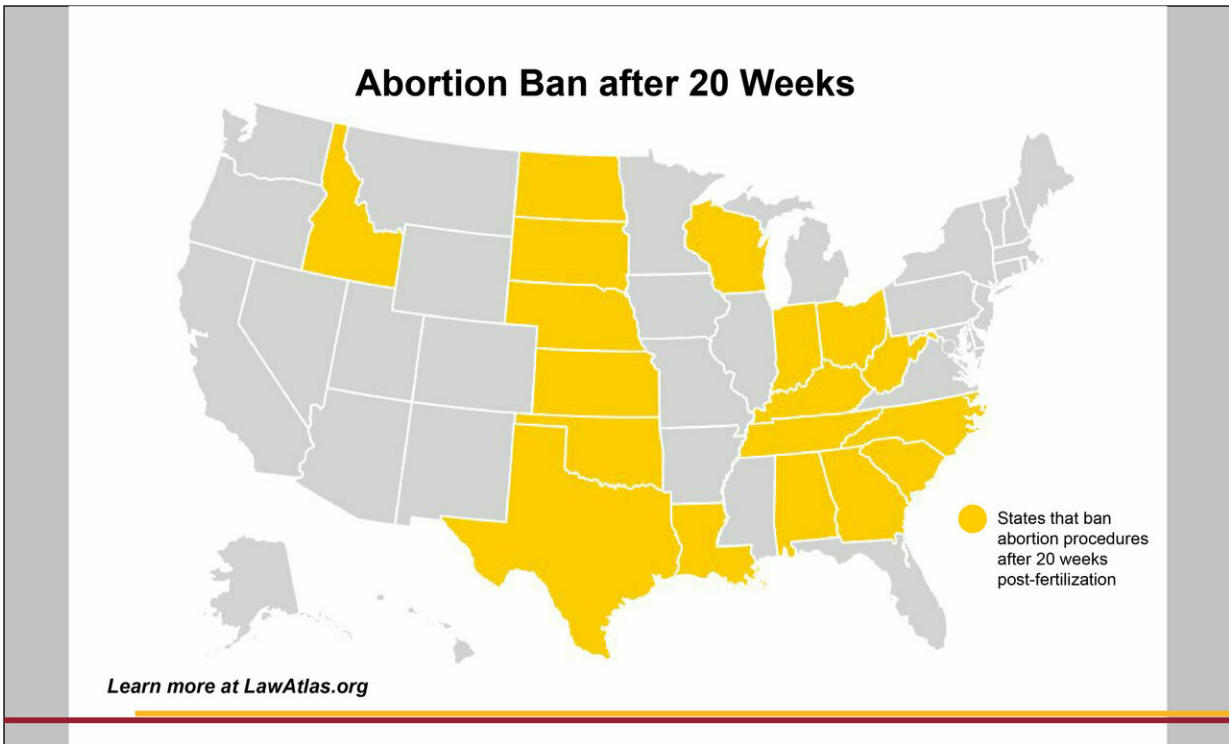 Abortion Ban after 20 Weeks
States that ban
abortion procedures
after 20 weeks
post-fertilization
Learn more at LawAtlas.org